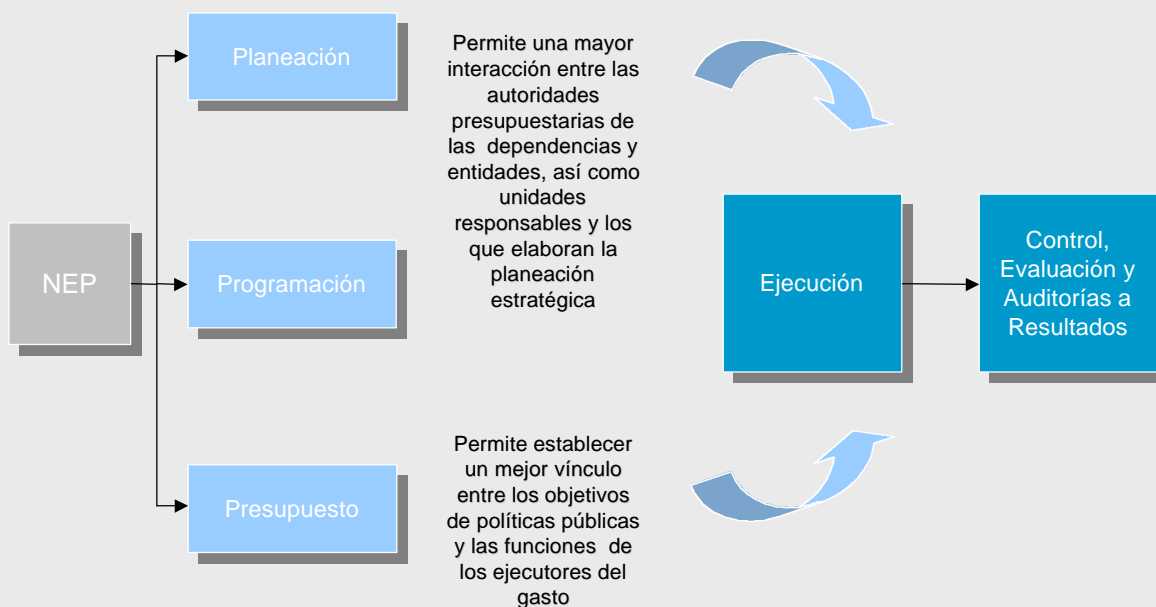 Planeación
Permite una mayor
interacción entre las
autoridades
presupuestarias de
las dependencias y
entidades, así como
unidades
responsables y los
que elaboran la
planeación
estratégica
NEP
Programación
Ejecución
Control,
Evaluación y
Auditorías a
Resultados
Presupuesto
Permite establecer
un mejor vínculo
entre los objetivos
de políticas públicas
y las funciones de
los ejecutores del
gasto